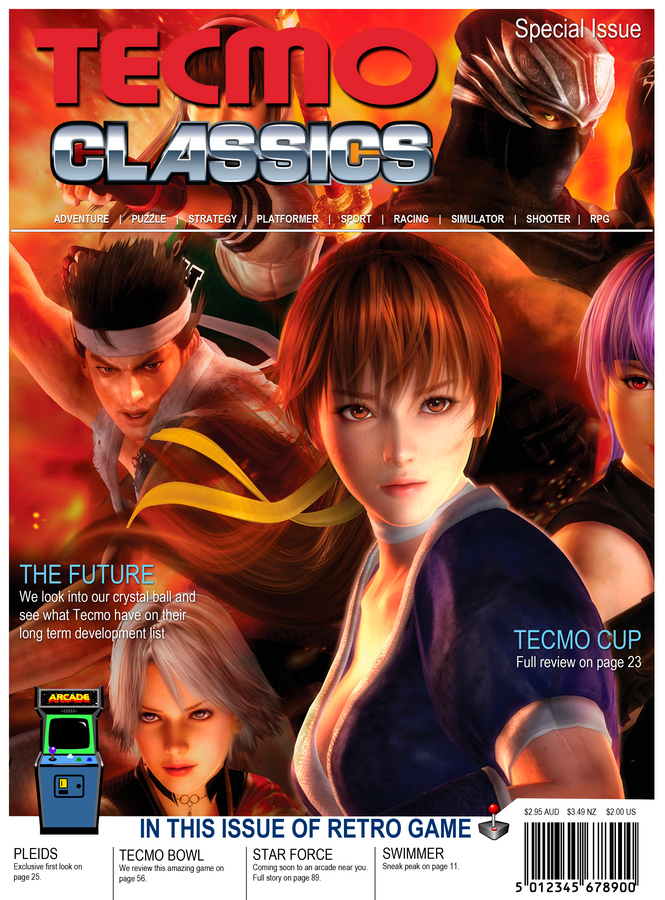 Special Issue
TECMO
CLASSICS
ADVENTURE | PUZZLE | STRATEGY | PLATFORMER | SPORT | RACING | SIMULATOR | SHOOTER | RPG
THE FUTURE
We look into our crystal ball and
see what Tecmo have on their
long term development list
TECMO CUP
Full review on page 23
ARCADE
IN THIS ISSUE OF RETRO GAME
$2.95 AUD $3.49 NZ $2.00 US
PLEIDS
Exclusive first look on
page 25.
TECMO BOWL
We review this amazing game on
page 56.
STAR FORCE
Coming soon to an arcade near you.
Full story on page 89.
SWIMMER
Sneak peak on page 11.
5 012345 678900